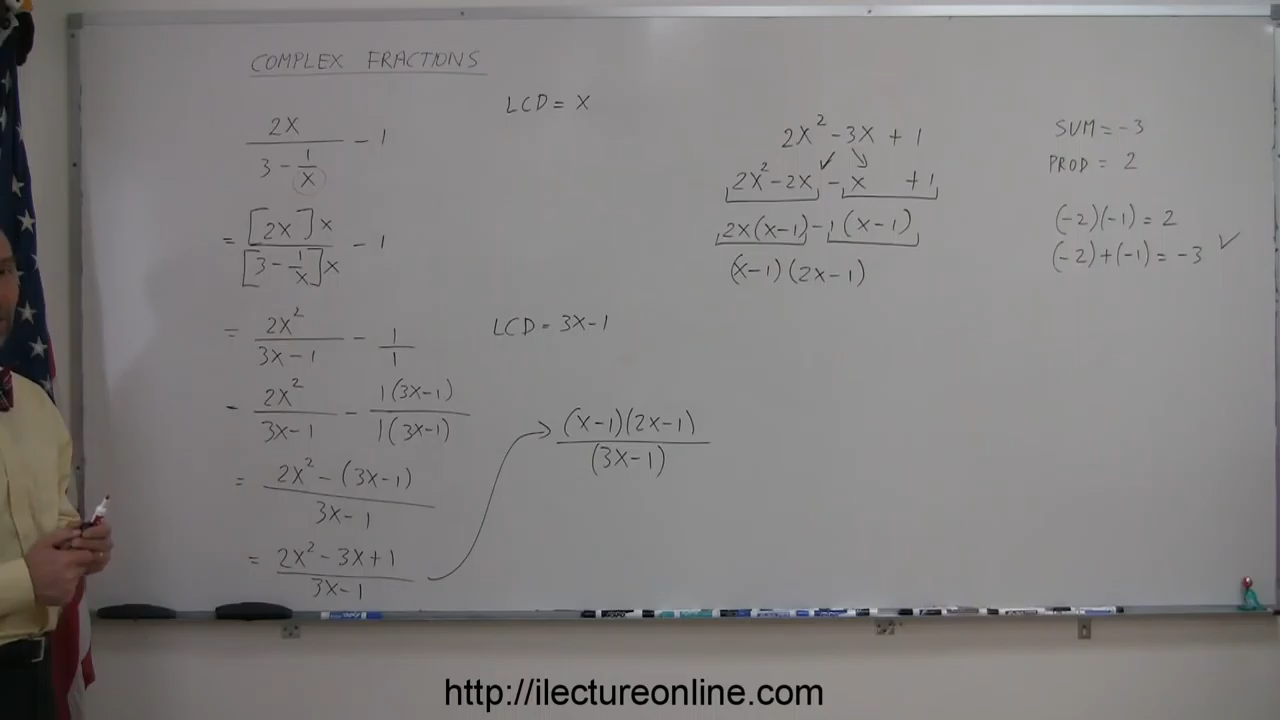 COMPLEX FRACTIONS
2X / (3 - 1/X) - 1
LCD = X
= [2X]X / [3 - 1/X]X - 1
= 2X² / 3X-1 - 1/1
LCD = 3X-1
- 2X² / 3X-1 - 1(3X-1) / 1(3X-1)
= 2X² - (3X-1) / 3X-1
= 2X² - 3X+1 / 3X-1
(X-1)(2X-1) / (3X-1)
2X² - 3X + 1
2X² - 2X - X + 1
2X(X-1) - 1(X-1)
(X-1)(2X-1)
SUM = -3
PROD = 2
(-2)(-1) = 2
(-2)+(-1) = -3 ✓
http://ilectureonline.com